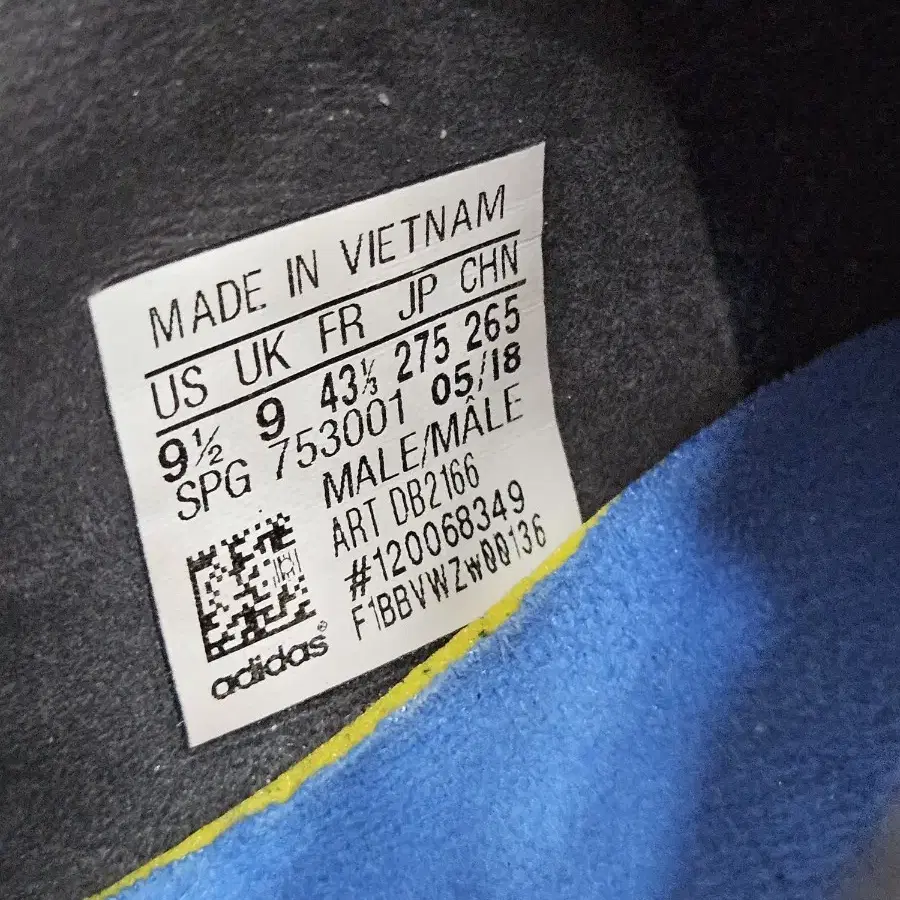 MADE IN VIETNAM
US UK FR JP CHN
9½ 9 43⅓ 275 265
SPG 753001 05/18
MALE/MÂLE
ART DB2166
#120068349
F1BBVWZW00136
adidas®